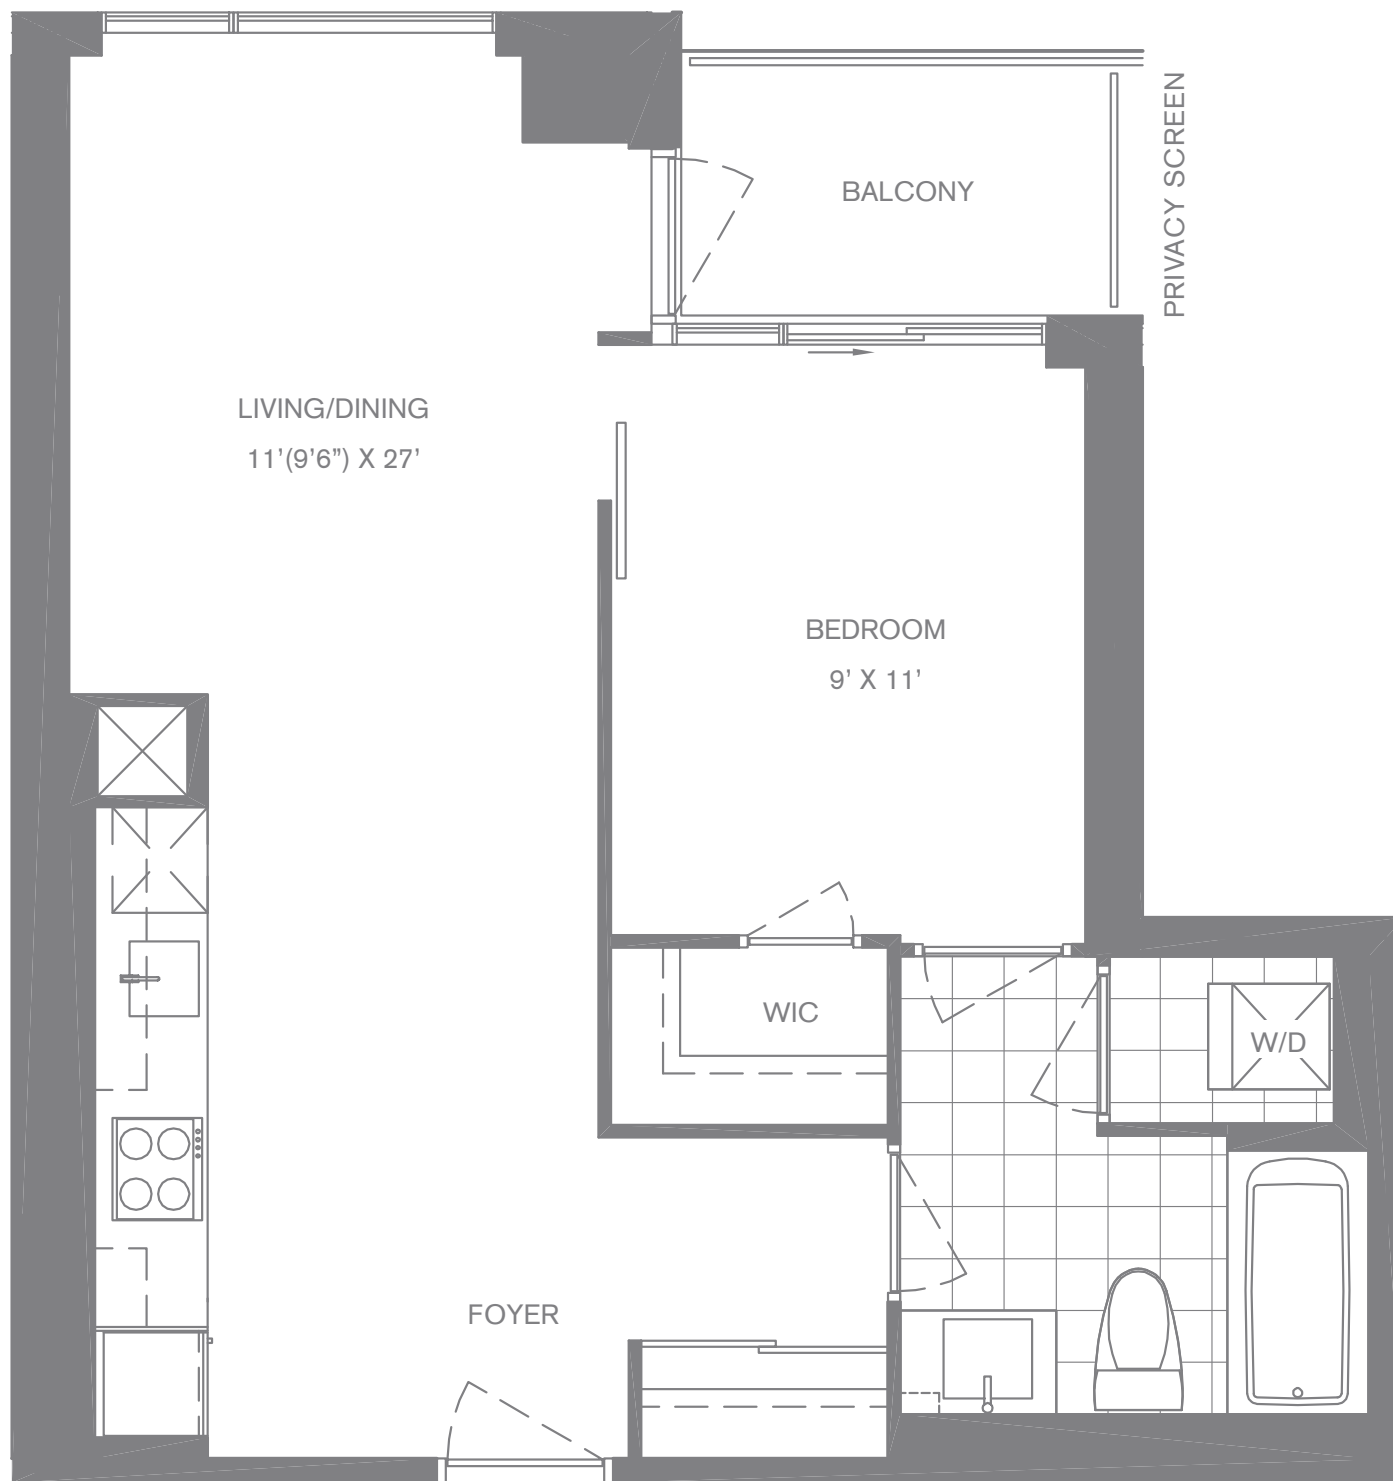 BALCONY
PRIVACY SCREEN
LIVING/DINING
11'(9'6") X 27'
BEDROOM
9' X 11'
WIC
W/D
FOYER